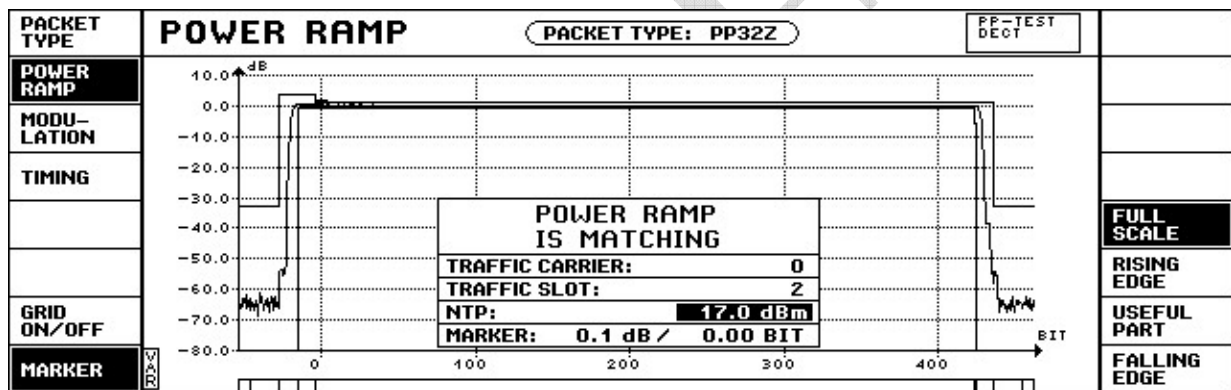 PACKET
TYPE
POWER
RAMP
MODU-
LATION
TIMING
GRID
ON/OFF
MARKER
POWER RAMP
PACKET TYPE: PP32Z
PP-TEST
DECT
dB
10.0
0.0
-10.0
-20.0
-30.0
-40.0
-50.0
-60.0
-70.0
-80.0
POWER RAMP
IS MATCHING
TRAFFIC CARRIER: 0
TRAFFIC SLOT: 2
NTP: 17.0 dBm
MARKER: 0.1 dB / 0.00 BIT
BIT
VAR
0 100 200 300 400
FULL
SCALE
RISING
EDGE
USEFUL
PART
FALLING
EDGE